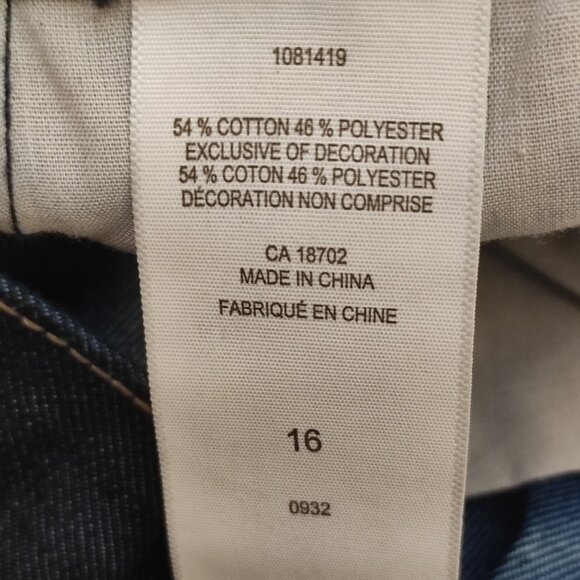 1081419
54 % COTTON 46 % POLYESTER
EXCLUSIVE OF DECORATION
54 % COTON 46 % POLYESTER
DÉCORATION NON COMPRISE
CA 18702
MADE IN CHINA
FABRIQUÉ EN CHINE
16
0932